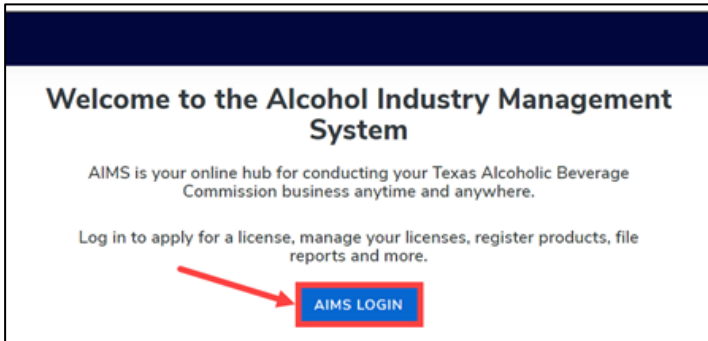 Welcome to the Alcohol Industry Management
System
AIMS is your online hub for conducting your Texas Alcoholic Beverage
Commission business anytime and anywhere.
Log in to apply for a license, manage your licenses, register products, file
reports and more.
AIMS LOGIN